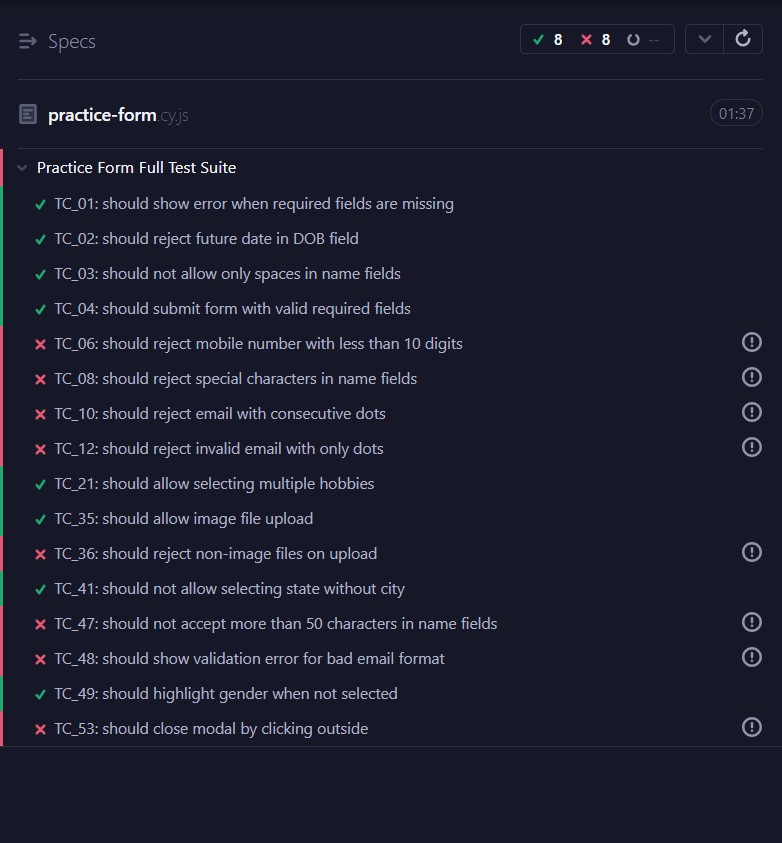 Specs
8 8 --
practice-form.cy.js
01:37
Practice Form Full Test Suite
TC_01: should show error when required fields are missing
TC_02: should reject future date in DOB field
TC_03: should not allow only spaces in name fields
TC_04: should submit form with valid required fields
TC_06: should reject mobile number with less than 10 digits
TC_08: should reject special characters in name fields
TC_10: should reject email with consecutive dots
TC_12: should reject invalid email with only dots
TC_21: should allow selecting multiple hobbies
TC_35: should allow image file upload
TC_36: should reject non-image files on upload
TC_41: should not allow selecting state without city
TC_47: should not accept more than 50 characters in name fields
TC_48: should show validation error for bad email format
TC_49: should highlight gender when not selected
TC_53: should close modal by clicking outside